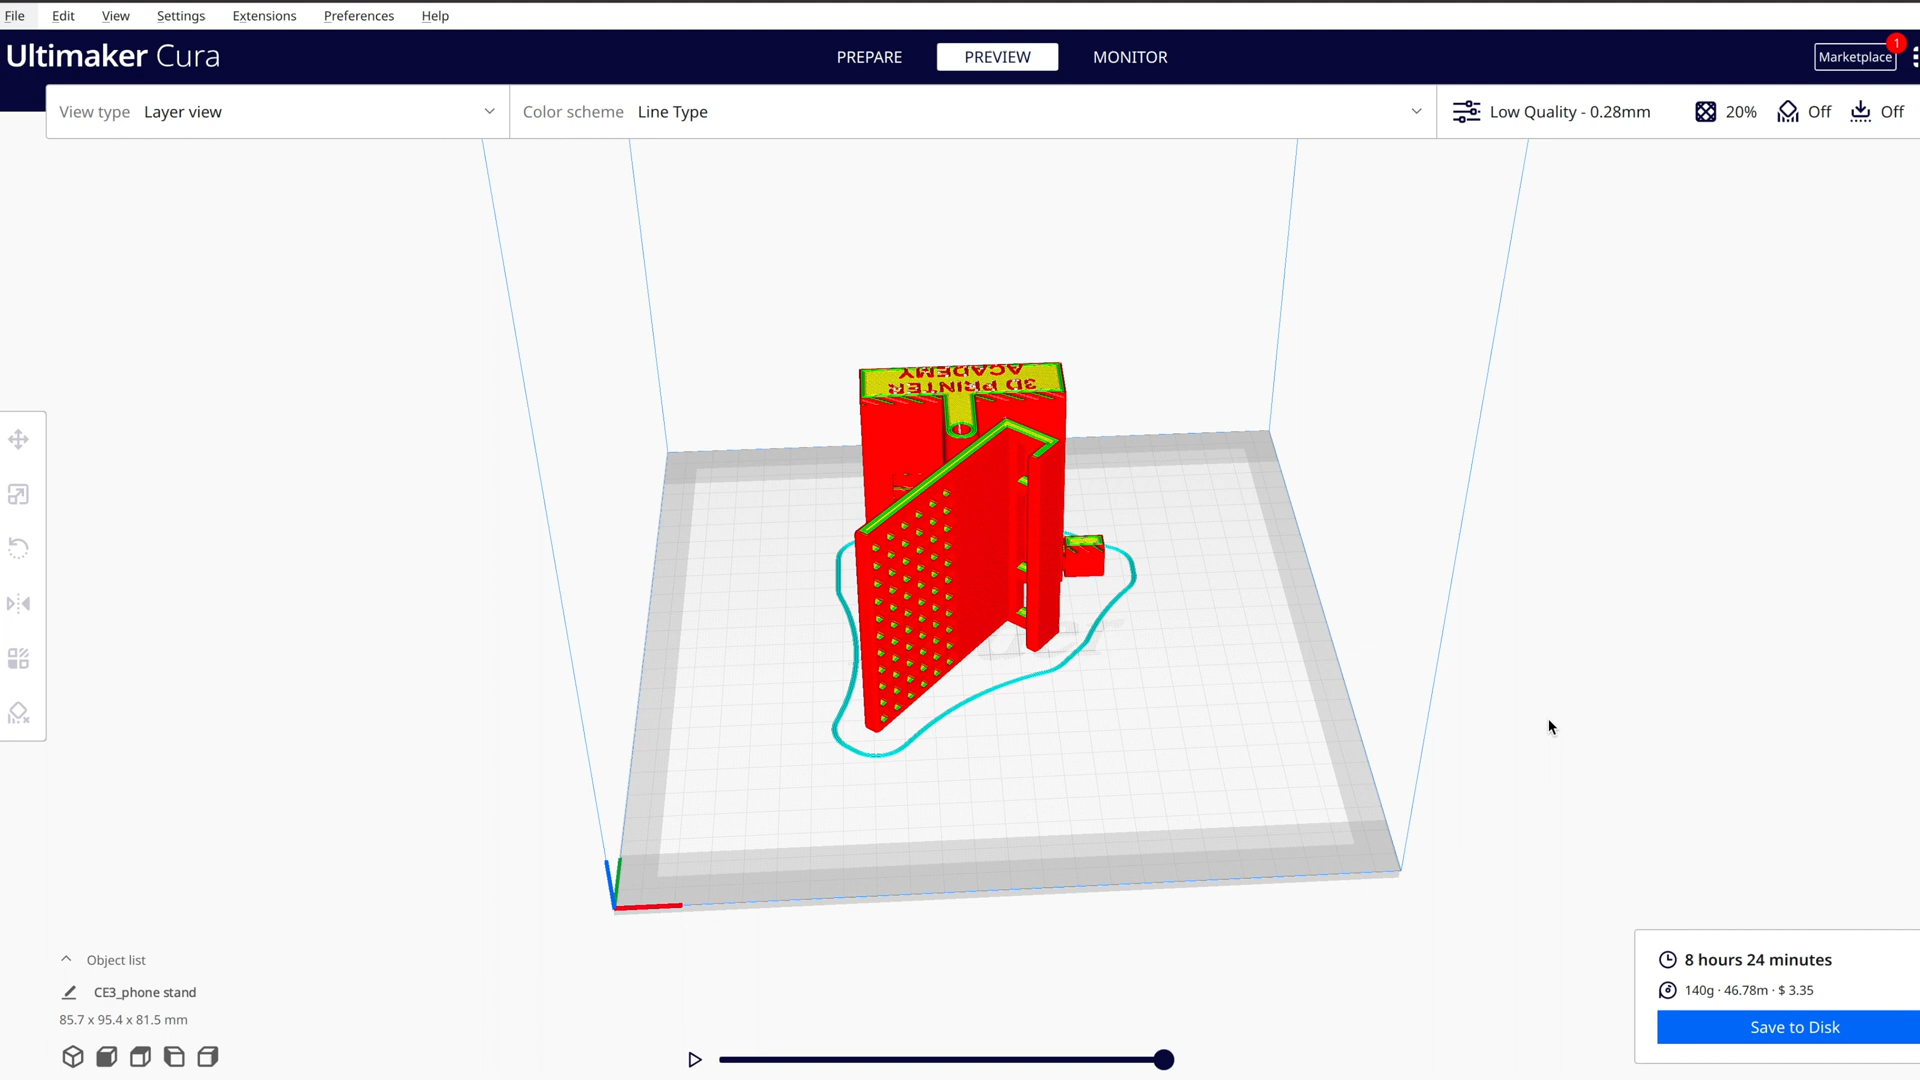 File Edit View Settings Extensions Preferences Help
Ultimaker Cura
PREPARE PREVIEW MONITOR
Marketplace 1
View type Layer view
Color scheme Line Type
Low Quality - 0.28mm 20% Off Off
3D PRINTER
ACADEMY
Object list
CE3_phone stand
85.7 x 95.4 x 81.5 mm
8 hours 24 minutes
140g · 46.78m · $ 3.35
Save to Disk